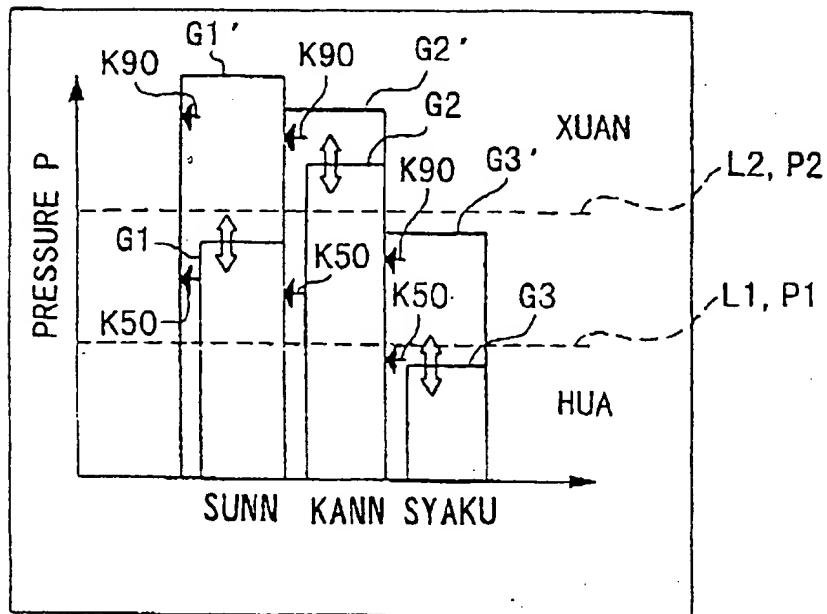 G1'
K90
K90
G2'
G2
XUAN
G3'
K90
L2, P2
PRESSURE P
G1
K50
K50
K50
G3
L1, P1
HUA
SUNN KANN SYAKU